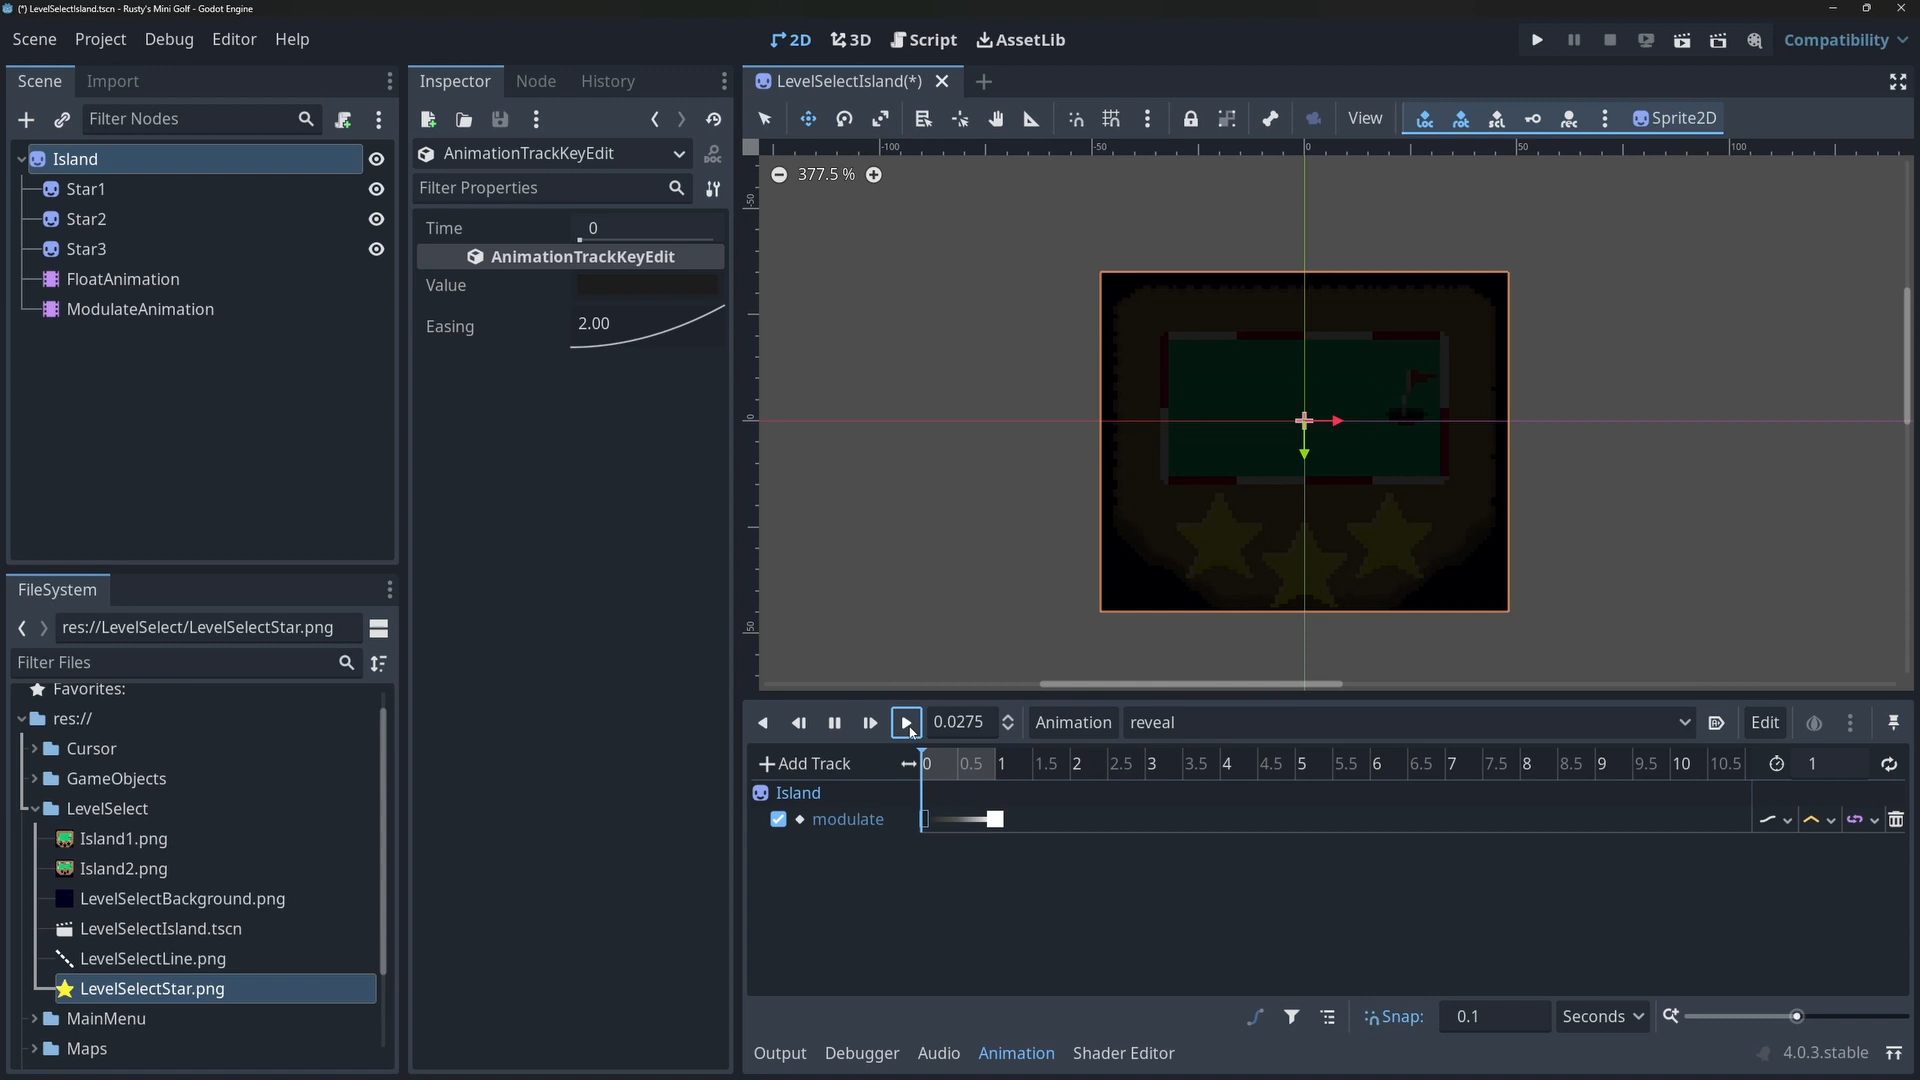 (*) LevelSelectIsland.tscn - Rusty's Mini Golf - Godot Engine
Scene Project Debug Editor Help
2D 3D Script AssetLib
Compatibility
Scene Import
Inspector Node History
LevelSelectIsland(*)
Filter Nodes
View
Sprite2D
Island
Star1
Star2
Star3
FloatAnimation
ModulateAnimation
AnimationTrackKeyEdit
Filter Properties
Time 0
AnimationTrackKeyEdit
Value
Easing 2.00
-100 -50 0 50 100
377.5 %
-50
0
50
FileSystem
res://LevelSelect/LevelSelectStar.png
Filter Files
Favorites:
res://
Cursor
GameObjects
LevelSelect
Island1.png
Island2.png
LevelSelectBackground.png
LevelSelectIsland.tscn
LevelSelectLine.png
LevelSelectStar.png
MainMenu
Maps
0.0275 Animation reveal Edit
Add Track 0 0.5 1 1.5 2 2.5 3 3.5 4 4.5 5 5.5 6 6.5 7 7.5 8 8.5 9 9.5 10 10.5 1
Island
modulate
Snap: 0.1 Seconds
Output Debugger Audio Animation Shader Editor
4.0.3.stable